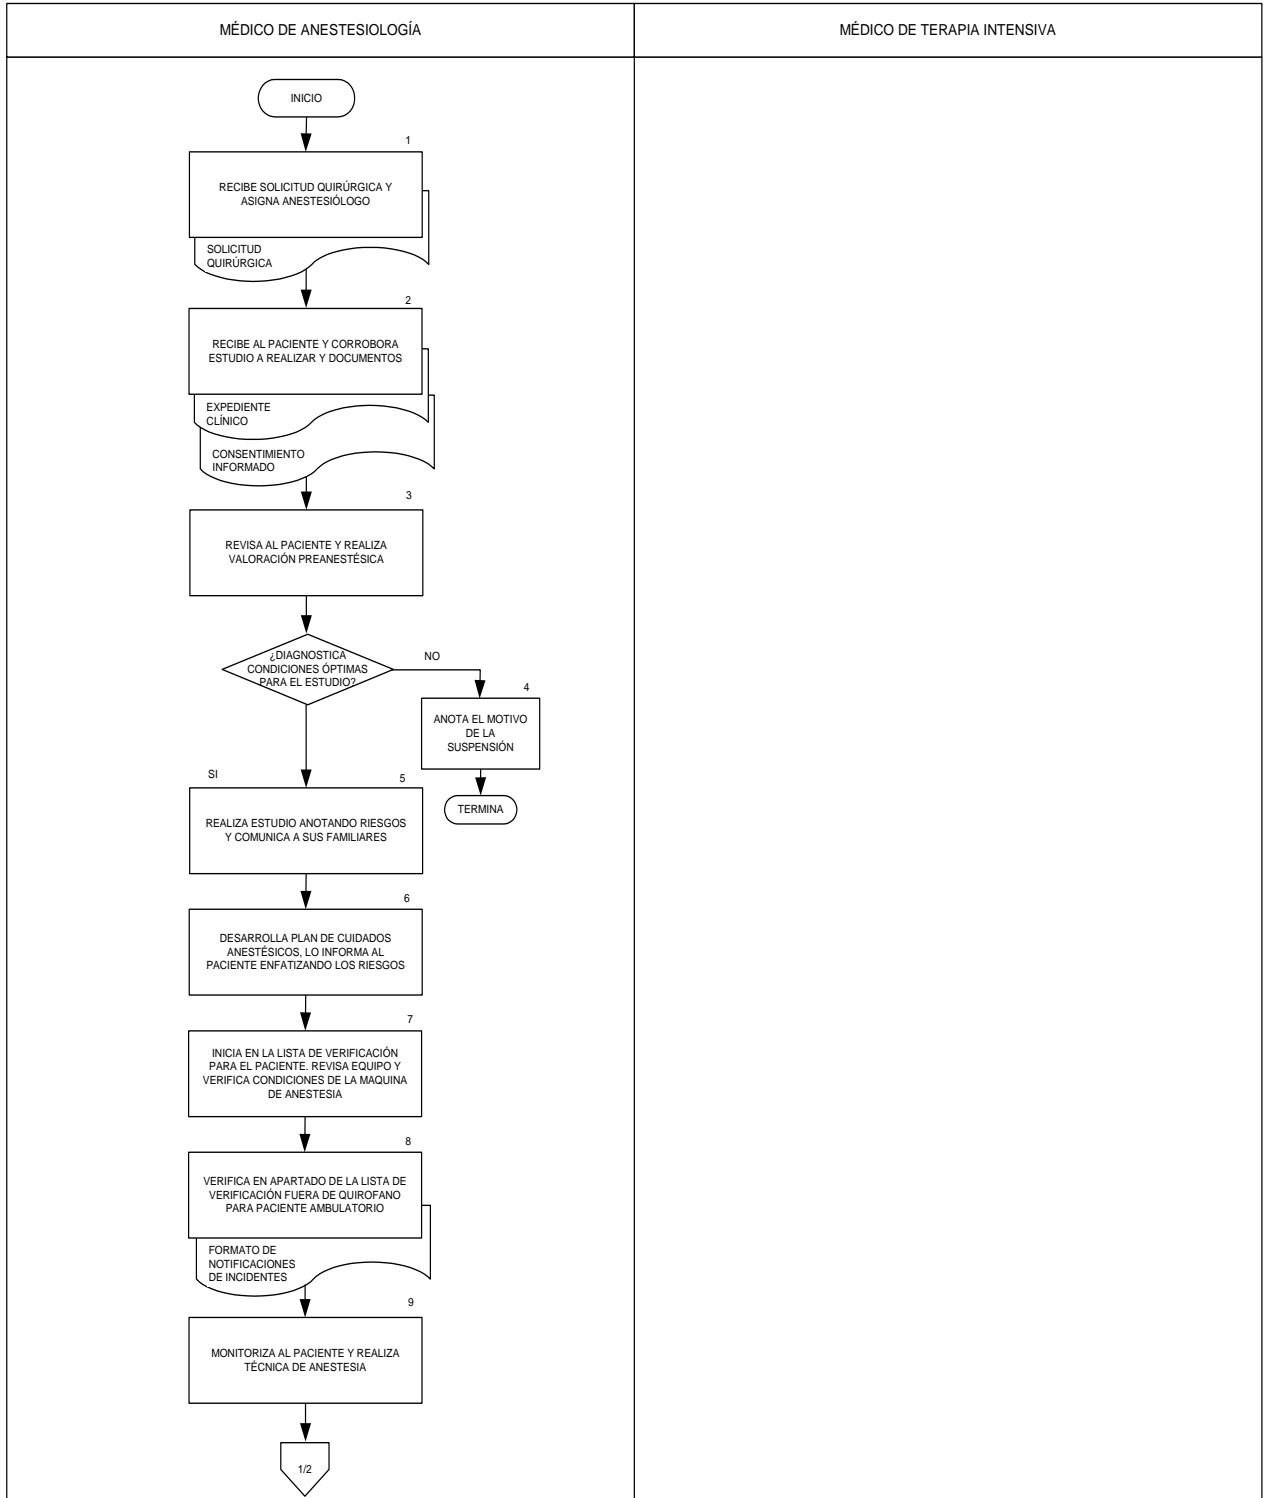 MÉDICO DE ANESTESIOLOGÍA
MÉDICO DE TERAPIA INTENSIVA
INICIO
1
RECIBE SOLICITUD QUIRÚRGICA Y
ASIGNA ANESTESIÓLOGO
SOLICITUD
QUIRÚRGICA
2
RECIBE AL PACIENTE Y CORROBORA
ESTUDIO A REALIZAR Y DOCUMENTOS
EXPEDIENTE
CLÍNICO
CONSENTIMIENTO
INFORMADO
3
REVISA AL PACIENTE Y REALIZA
VALORACIÓN PREANESTÉSICA
¿DIAGNOSTICA
CONDICIONES ÓPTIMAS
PARA EL ESTUDIO?
NO
4
ANOTA EL MOTIVO
DE LA
SUSPENSIÓN
TERMINA
SI
5
REALIZA ESTUDIO ANOTANDO RIESGOS
Y COMUNICA A SUS FAMILIARES
6
DESARROLLA PLAN DE CUIDADOS
ANESTÉSICOS, LO INFORMA AL
PACIENTE ENFATIZANDO LOS RIESGOS
7
INICIA EN LA LISTA DE VERIFICACIÓN
PARA EL PACIENTE. REVISA EQUIPO Y
VERIFICA CONDICIONES DE LA MAQUINA
DE ANESTESIA
8
VERIFICA EN APARTADO DE LA LISTA DE
VERIFICACIÓN FUERA DE QUIROFANO
PARA PACIENTE AMBULATORIO
FORMATO DE
NOTIFICACIONES
DE INCIDENTES
9
MONITORIZA AL PACIENTE Y REALIZA
TÉCNICA DE ANESTESIA
1/2